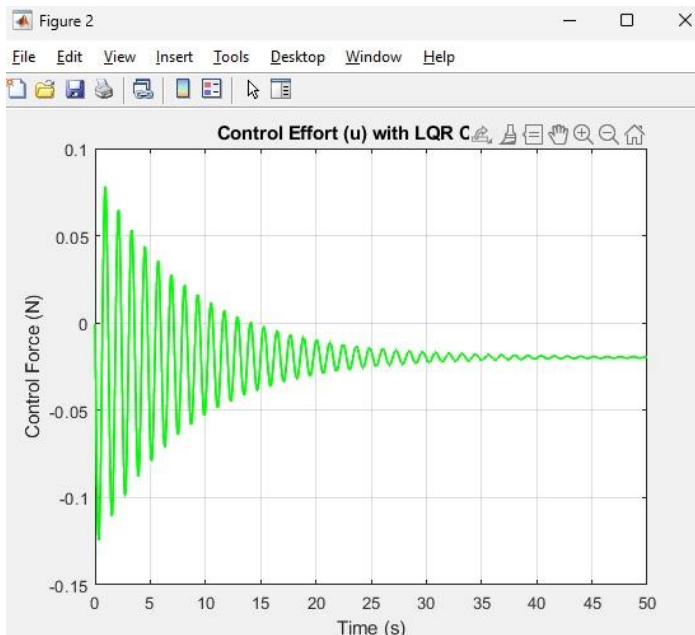 Figure 2
File Edit View Insert Tools Desktop Window Help
Control Effort (u) with LQR C
0.1
0.05
0
-0.05
-0.1
-0.15
Control Force (N)
0 5 10 15 20 25 30 35 40 45 50
Time (s)